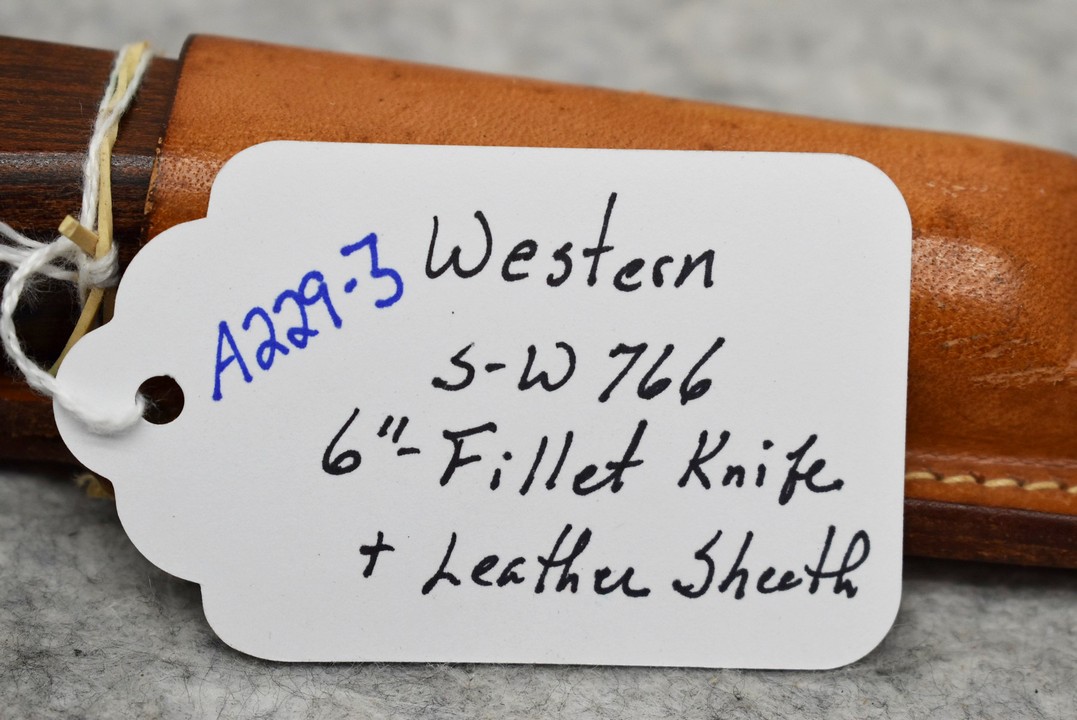 A229-3
Western
S-W 766
6"- Fillet Knife
+ Leather Sheath